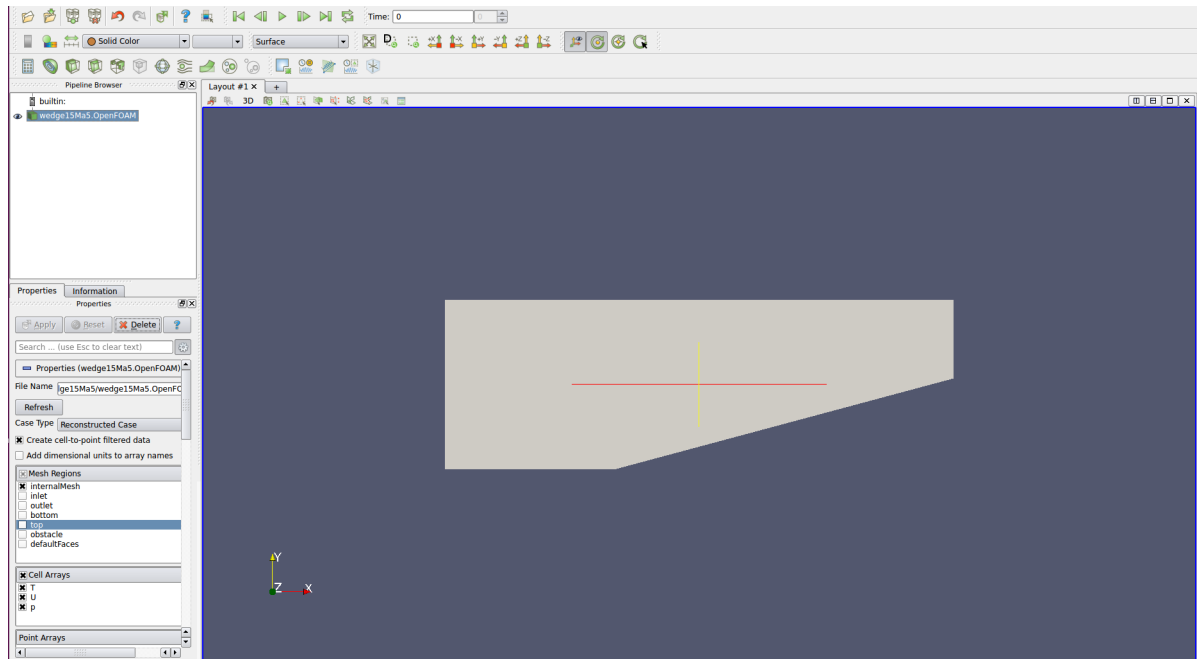 Time: 0 0
Solid Color Surface
+X -X +Y -Y +Z -Z
Pipeline Browser
Layout #1 X +
3D
builtin:
wedge15Ma5.OpenFOAM
Properties Information
Properties
Apply Reset Delete ?
Search ... (use Esc to clear text)
Properties (wedge15Ma5.OpenFOAM)
File Name lge15Ma5/wedge15Ma5.OpenFO
Refresh
Case Type Reconstructed Case
Create cell-to-point filtered data
Add dimensional units to array names
Mesh Regions
internalMesh
inlet
outlet
bottom
top
obstacle
defaultFaces
Cell Arrays
T
U
p
Point Arrays
Y
Z X